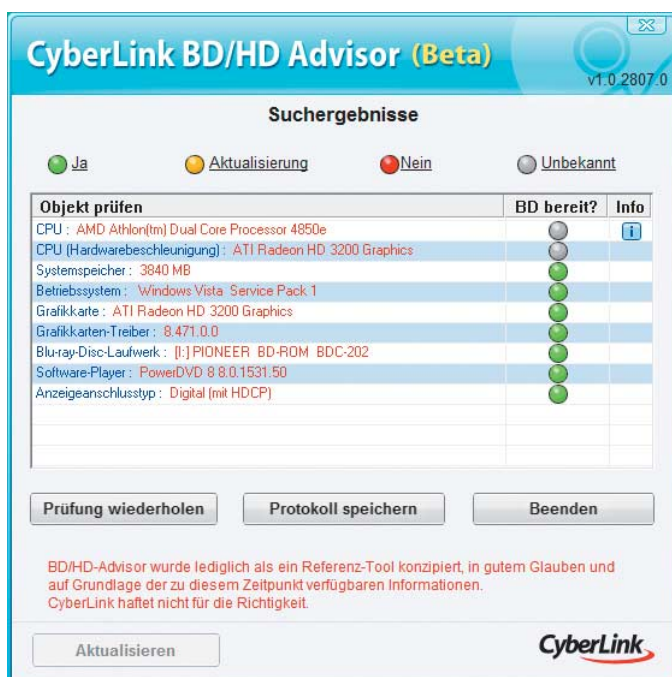 CyberLink BD/HD Advisor (Beta)
v1.0.2807.0
Suchergebnisse
Ja Aktualisierung Nein Unbekannt
Objekt prüfen BD bereit? Info
CPU : AMD Athlon(tm) Dual Core Processor 4850e
CPU (Hardwarebeschleunigung) : ATI Radeon HD 3200 Graphics
Systemspeicher : 3840 MB
Betriebssystem : Windows Vista Service Pack 1
Grafikkarte : ATI Radeon HD 3200 Graphics
Grafikkarten-Treiber : 8.471.0.0
Blu-ray-Disc-Laufwerk : [I:] PIONEER BD-ROM BDC-202
Software-Player : PowerDVD 8 8.0.1531.50
Anzeigeanschlusstyp : Digital (mit HDCP)
Prüfung wiederholen Protokoll speichern Beenden
BD/HD-Advisor wurde lediglich als ein Referenz-Tool konzipiert, in gutem Glauben und
auf Grundlage der zu diesem Zeitpunkt verfügbaren Informationen.
CyberLink haftet nicht für die Richtigkeit.
Aktualisieren
CyberLink